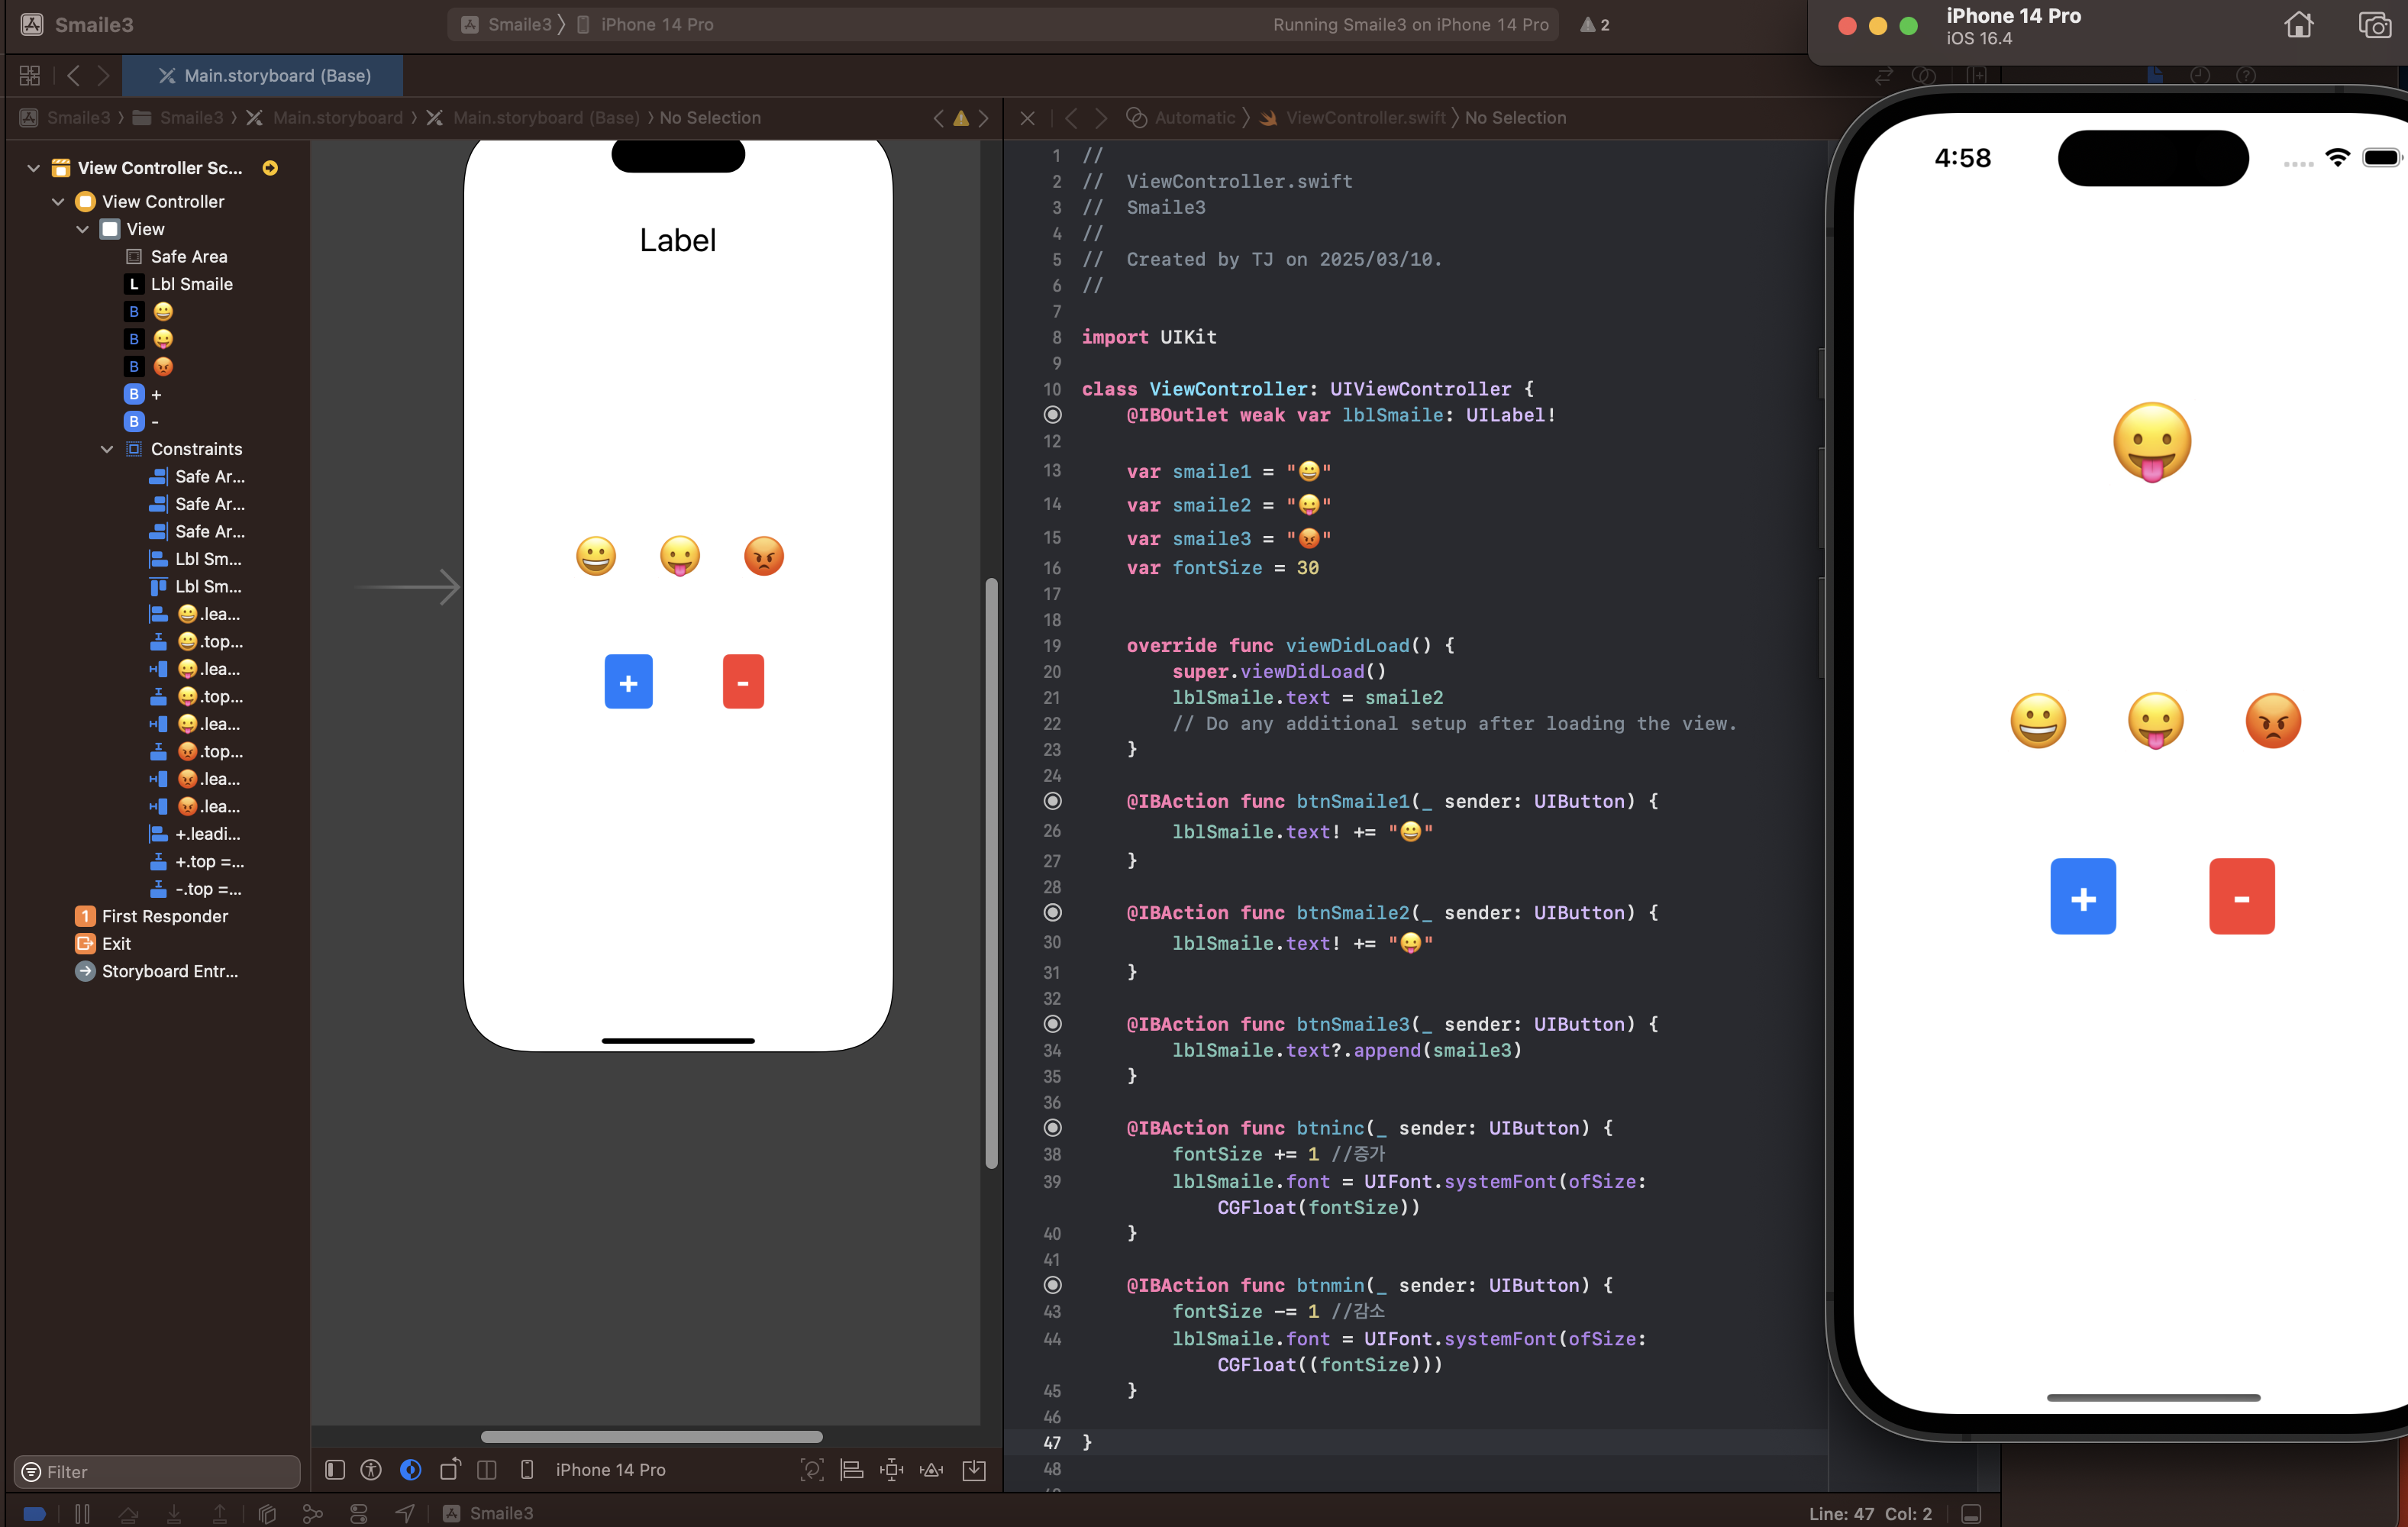 Smaile3
Smaile3 〉 iPhone 14 Pro
Running Smaile3 on iPhone 14 Pro
2
iPhone 14 Pro
iOS 16.4
Main.storyboard (Base)
Smaile3 〉 Smaile3 〉 Main.storyboard 〉 Main.storyboard (Base) 〉 No Selection
Automatic 〉 ViewController.swift 〉 No Selection
View Controller Sc...
View Controller
View
Safe Area
L Lbl Smaile
B 😀
B 😛
B 😡
B +
B -
Constraints
Safe Ar...
Safe Ar...
Safe Ar...
Lbl Sm...
Lbl Sm...
😀.lea...
😀.top...
😛.lea...
😛.top...
😛.lea...
😡.top...
😡.lea...
😡.lea...
+.leadi...
+.top =...
-.top =...
1 First Responder
Exit
Storyboard Entr...
Filter
Label
😀 😛 😡
+ -
iPhone 14 Pro
1 //
2 //  ViewController.swift
3 //  Smaile3
4 //
5 //  Created by TJ on 2025/03/10.
6 //
7
8 import UIKit
9
10 class ViewController: UIViewController {
@IBOutlet weak var lblSmaile: UILabel!
12
13 var smaile1 = "😀"
14 var smaile2 = "😛"
15 var smaile3 = "😡"
16 var fontSize = 30
17
18
19 override func viewDidLoad() {
20 super.viewDidLoad()
21 lblSmaile.text = smaile2
22 // Do any additional setup after loading the view.
23 }
24
@IBAction func btnSmaile1(_ sender: UIButton) {
26 lblSmaile.text! += "😀"
27 }
28
@IBAction func btnSmaile2(_ sender: UIButton) {
30 lblSmaile.text! += "😛"
31 }
32
@IBAction func btnSmaile3(_ sender: UIButton) {
34 lblSmaile.text?.append(smaile3)
35 }
36
@IBAction func btninc(_ sender: UIButton) {
38 fontSize += 1 //증가
39 lblSmaile.font = UIFont.systemFont(ofSize:
CGFloat(fontSize))
40 }
41
@IBAction func btnmin(_ sender: UIButton) {
43 fontSize -= 1 //감소
44 lblSmaile.font = UIFont.systemFont(ofSize:
CGFloat((fontSize)))
45 }
46
47 }
48
4:58
😛
😀 😛 😡
+ -
Smaile3
Line: 47 Col: 2